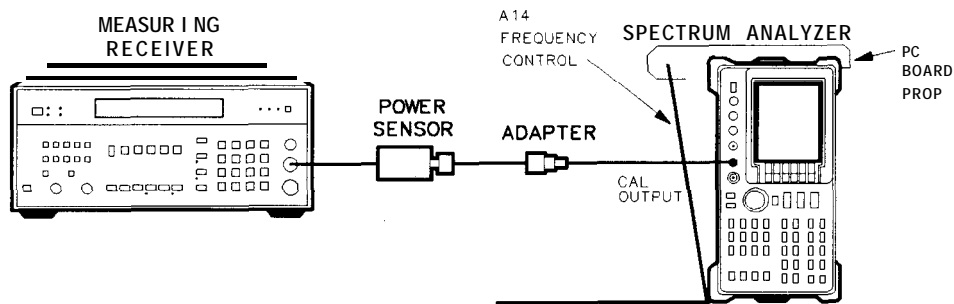 MEASURING
RECEIVER
POWER
SENSOR
ADAPTER
A14
FREQUENCY
CONTROL
SPECTRUM ANALYZER
PC
BOARD
PROP
CAL
OUTPUT